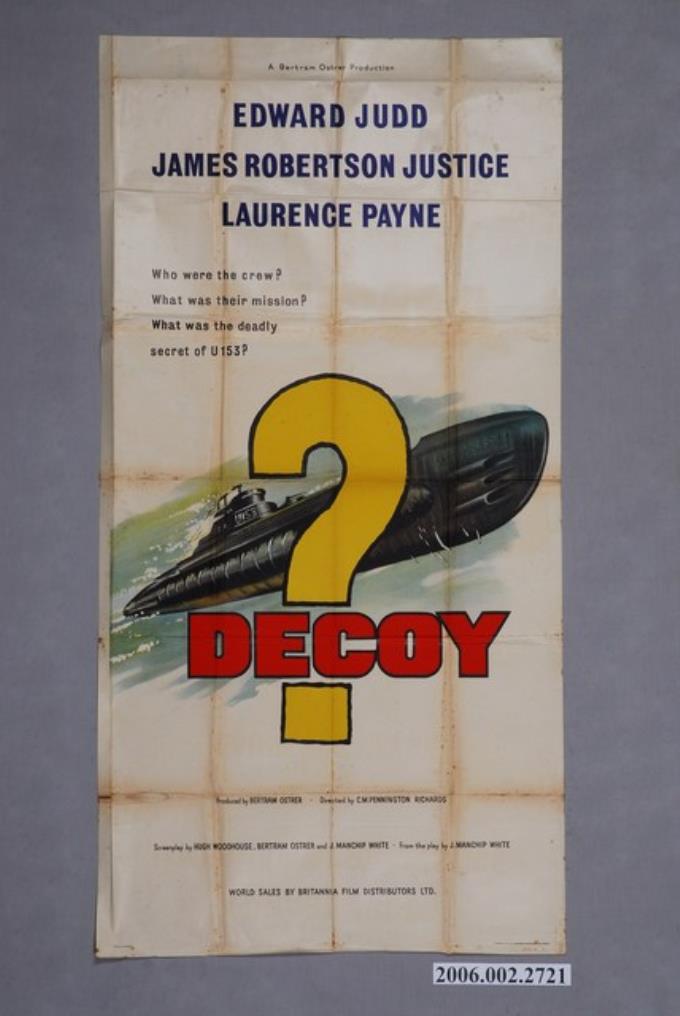 A Bertram Ostrer Production
EDWARD JUDD
JAMES ROBERTSON JUSTICE
LAURENCE PAYNE
Who were the crew?
What was their mission?
What was the deadly
secret of U153?
?
U153
DECOY
Produced by BERTRAM OSTRER - Directed by C.M.PENNINGTON RICHARDS
Screenplay by HUGH WOODHOUSE, BERTRAM OSTRER and J. MANCHIP WHITE - From the play by J. MANCHIP WHITE
WORLD SALES BY BRITANNIA FILM DISTRIBUTORS LTD.
2006.002.2721